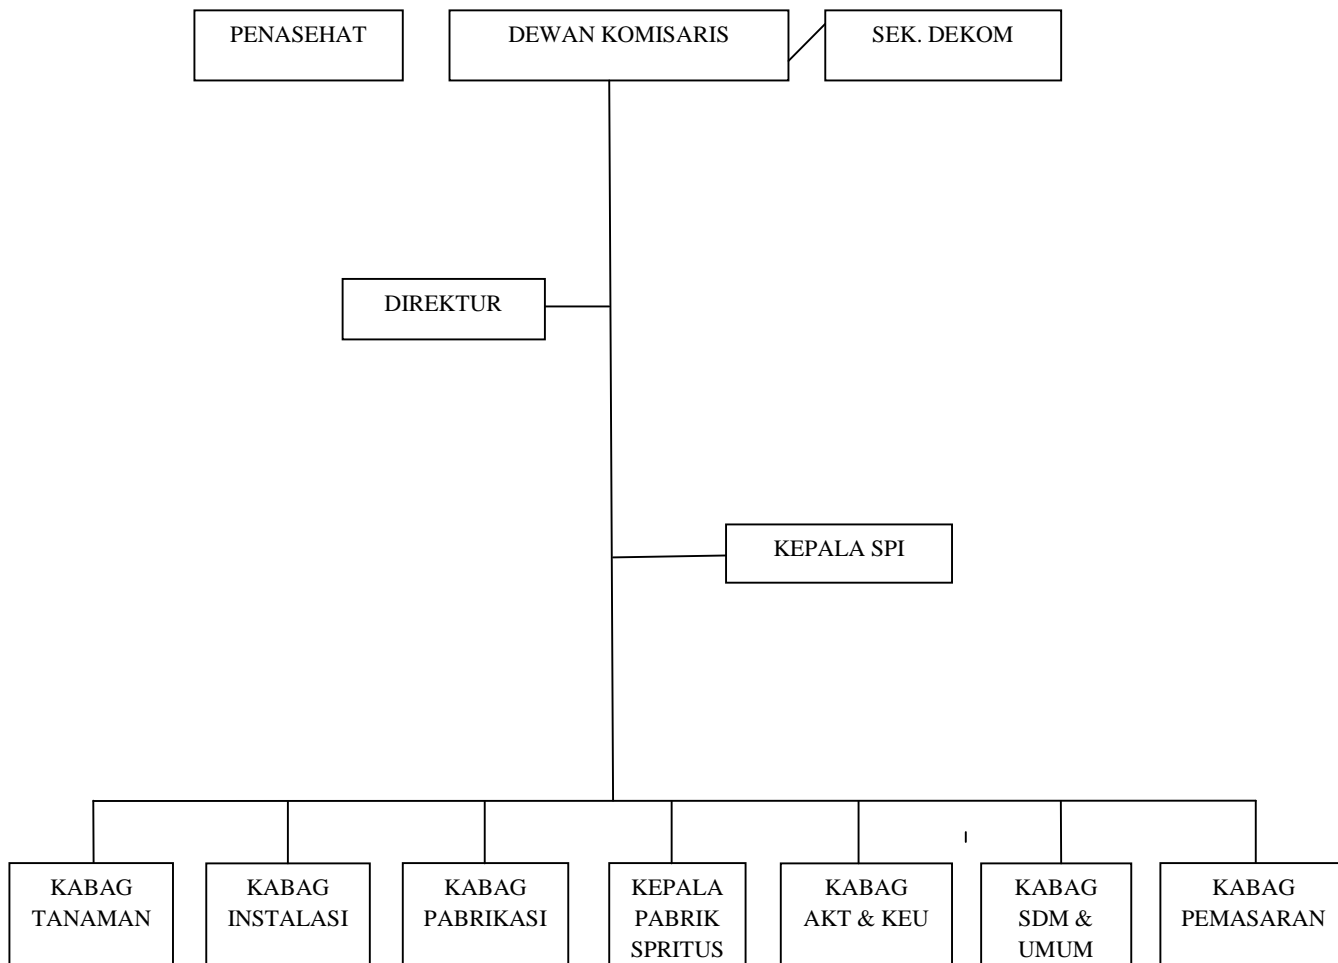 PENASEHAT
DEWAN KOMISARIS
SEK. DEKOM
DIREKTUR
KEPALA SPI
KABAG
TANAMAN
KABAG
INSTALASI
KABAG
PABRIKASI
KEPALA
PABRIK
SPRITUS
KABAG
AKT & KEU
KABAG
SDM &
UMUM
KABAG
PEMASARAN